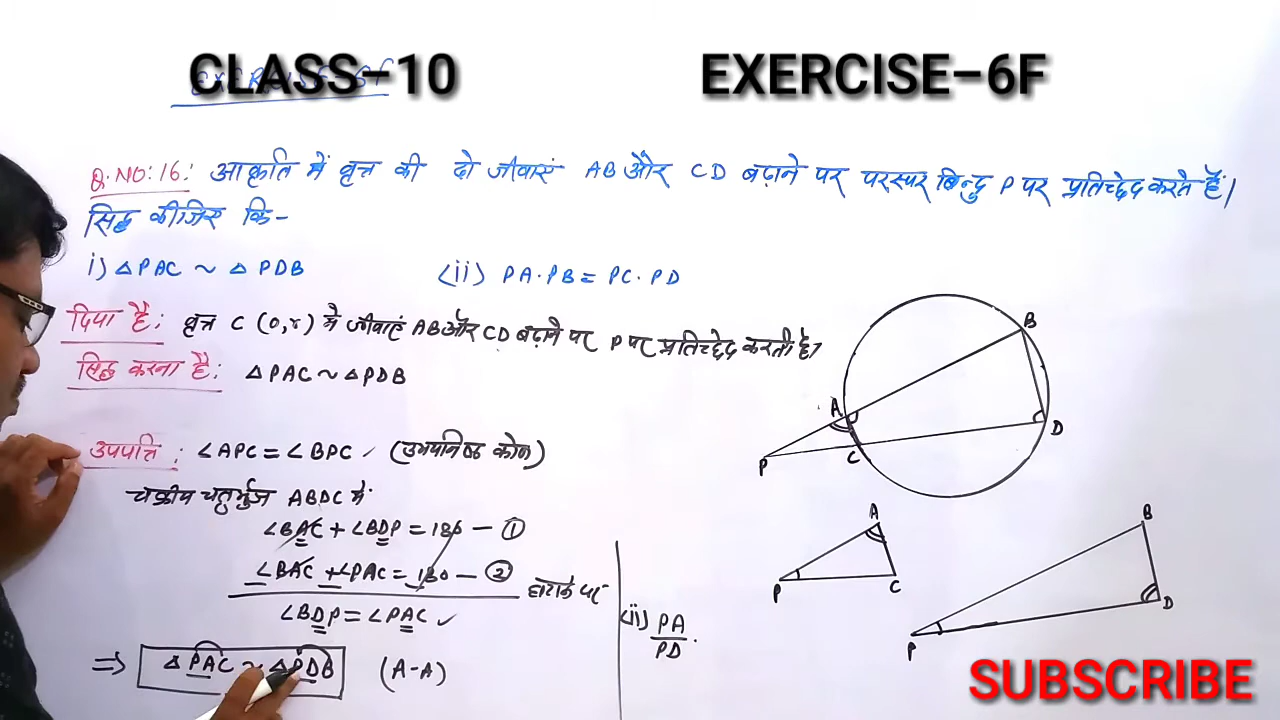 CLASS-10 EXERCISE-6F
Q.NO:16: आकृति में वृत्त की दो जीवाएं AB और CD बढ़ाने पर परस्पर बिन्दु P पर प्रतिच्छेद करते हैं।
सिद्ध कीजिए कि-
i) △PAC ~ △PDB (ii) PA.PB = PC.PD
दिया है: वृत्त C (O,r) में जीवाएं AB और CD बढ़ाने पर P पर प्रतिच्छेद करती है।
सिद्ध करना है: △PAC ~ △PDB
उपपत्ति: ∠APC = ∠BPC ✓ (उभयनिष्ठ कोण)
चक्रीय चतुर्भुज ABDC में
∠BAC + ∠BDP = 180 - ①
∠BAC + ∠PAC = 180 - ②
घटाने पर
∠BDP = ∠PAC ✓
⇒ △PAC ~ △PDB (A-A)
(ii) PA
PD
B
A
D
C
P
A
P
C
B
D
P
SUBSCRIBE